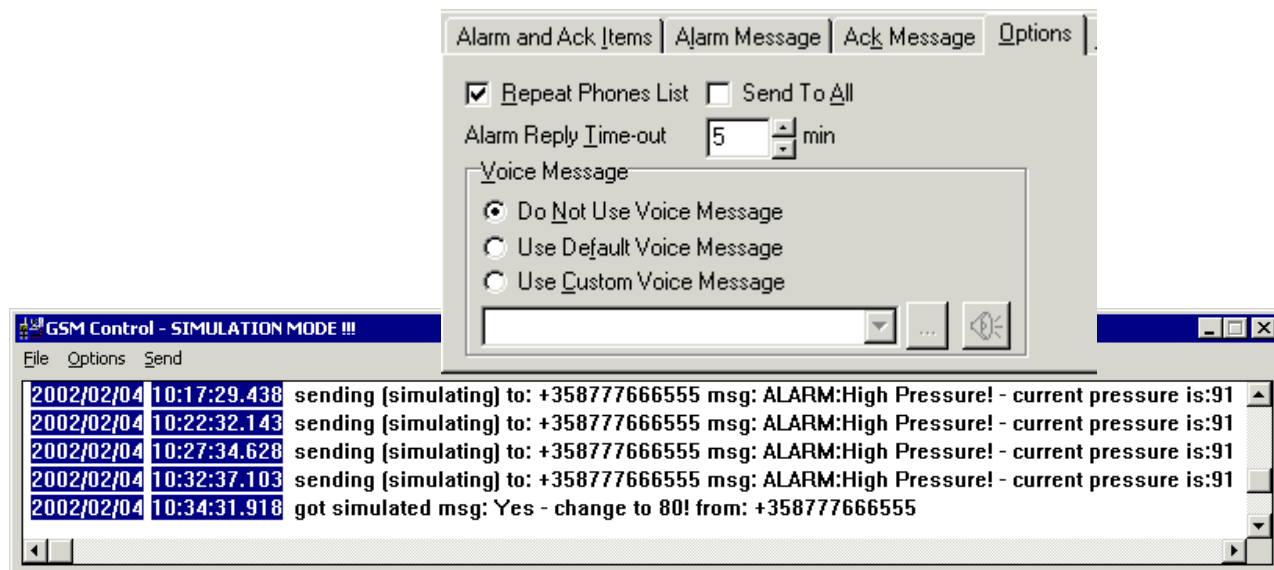 Alarm and Ack Items Alarm Message Ack Message Options
Repeat Phones List Send To All
Alarm Reply Time-out 5 min
Voice Message
Do Not Use Voice Message
Use Default Voice Message
Use Custom Voice Message
...
GSM Control - SIMULATION MODE !!!
File Options Send
2002/02/04 10:17:29.438 sending (simulating) to: +358777666555 msg: ALARM:High Pressure! - current pressure is:91
2002/02/04 10:22:32.143 sending (simulating) to: +358777666555 msg: ALARM:High Pressure! - current pressure is:91
2002/02/04 10:27:34.628 sending (simulating) to: +358777666555 msg: ALARM:High Pressure! - current pressure is:91
2002/02/04 10:32:37.103 sending (simulating) to: +358777666555 msg: ALARM:High Pressure! - current pressure is:91
2002/02/04 10:34:31.918 got simulated msg: Yes - change to 80! from: +358777666555